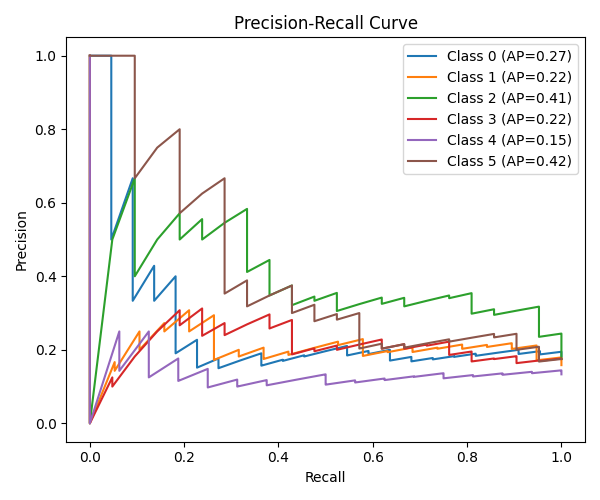 Precision-Recall Curve
1.0
0.8
0.6
0.4
0.2
0.0
Precision
Class 0 (AP=0.27)
Class 1 (AP=0.22)
Class 2 (AP=0.41)
Class 3 (AP=0.22)
Class 4 (AP=0.15)
Class 5 (AP=0.42)
0.0 0.2 0.4 0.6 0.8 1.0
Recall